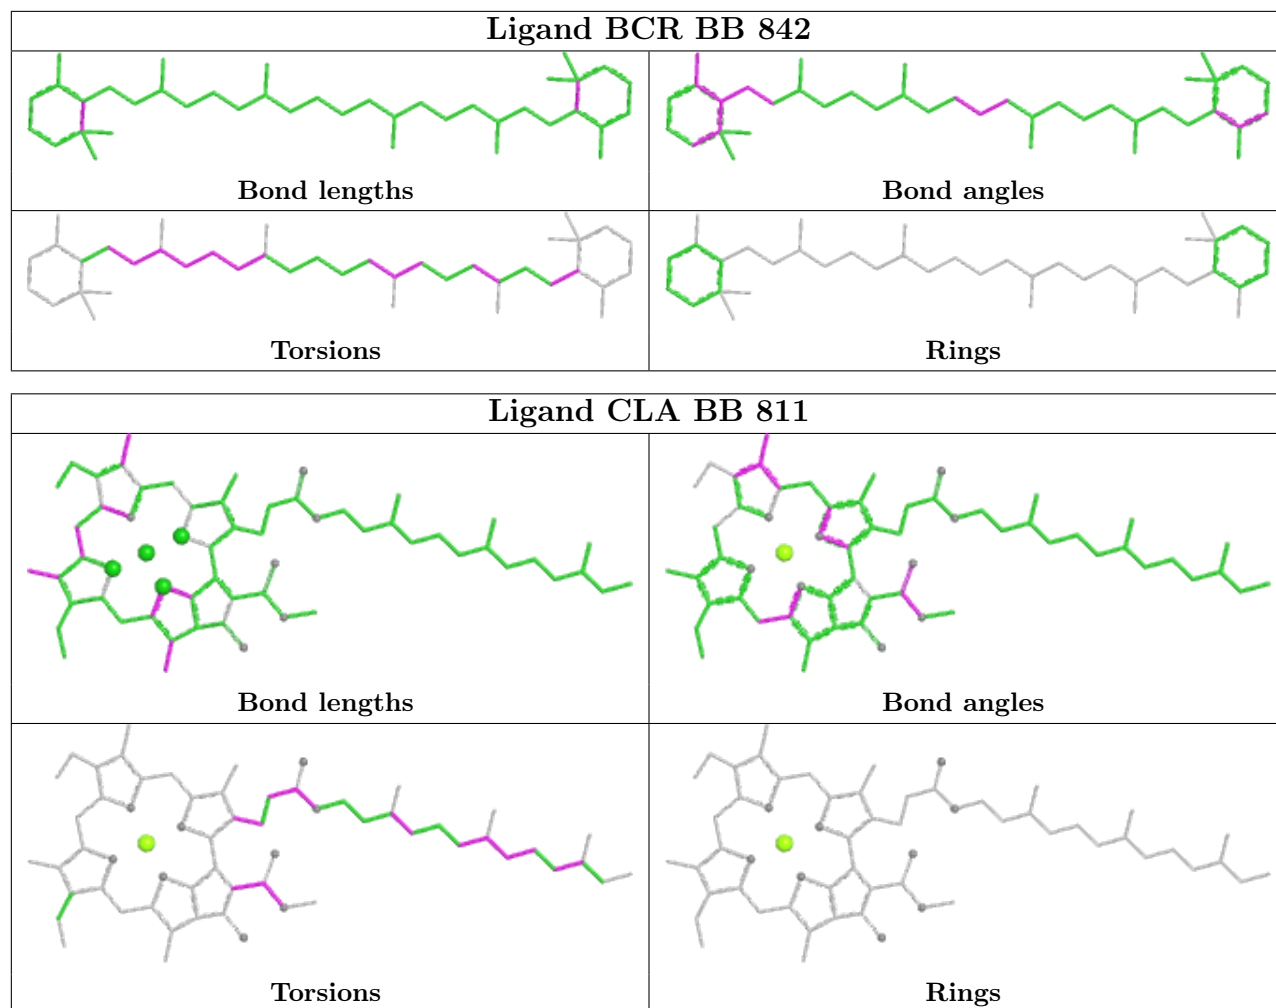 Ligand BCR BB 842
Bond lengths
Bond angles
Torsions
Rings
Ligand CLA BB 811
Bond lengths
Bond angles
Torsions
Rings